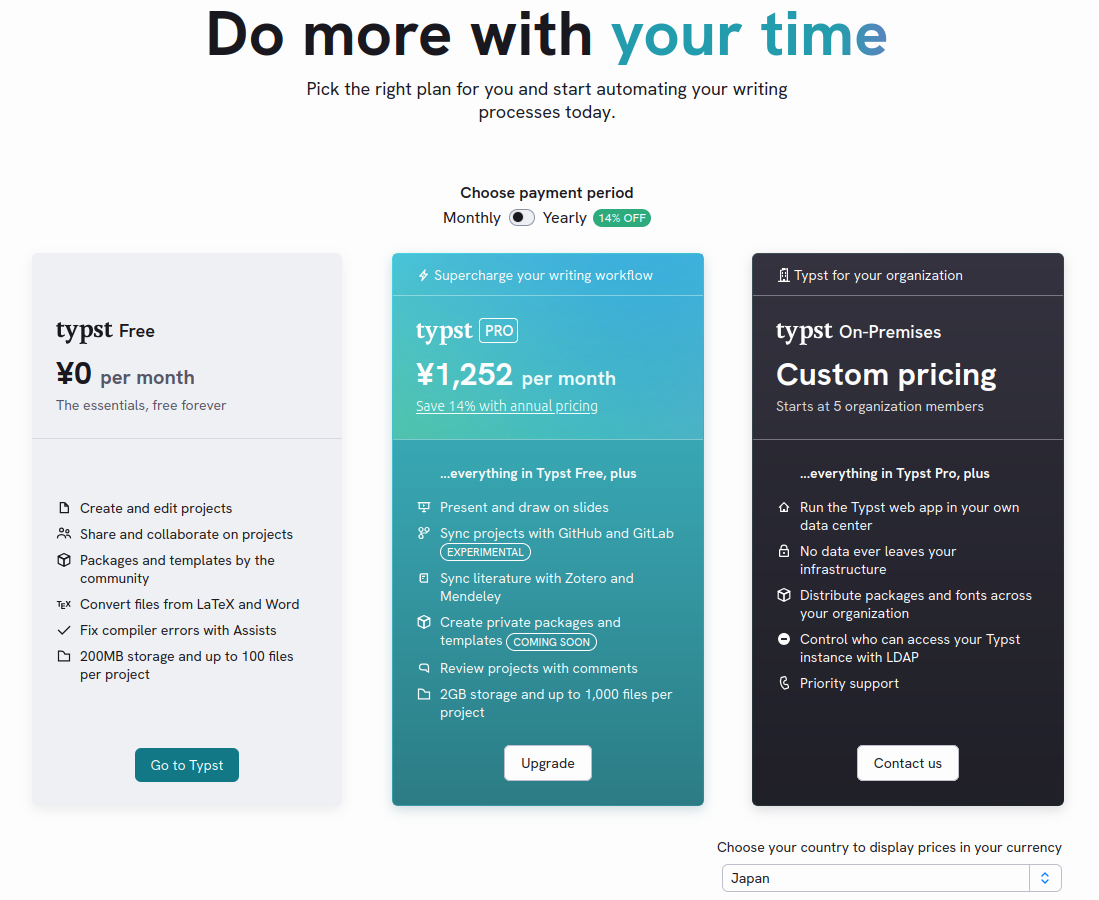 Do more with your time
Pick the right plan for you and start automating your writing
processes today.
Choose payment period
Monthly Yearly 14% OFF
typst Free
¥0 per month
The essentials, free forever
Create and edit projects
Share and collaborate on projects
Packages and templates by the
community
TEX Convert files from LaTeX and Word
Fix compiler errors with Assists
200MB storage and up to 100 files
per project
Go to Typst
Supercharge your writing workflow
typst PRO
¥1,252 per month
Save 14% with annual pricing
...everything in Typst Free, plus
Present and draw on slides
Sync projects with GitHub and GitLab
EXPERIMENTAL
Sync literature with Zotero and
Mendeley
Create private packages and
templates COMING SOON
Review projects with comments
2GB storage and up to 1,000 files per
project
Upgrade
Typst for your organization
typst On-Premises
Custom pricing
Starts at 5 organization members
...everything in Typst Pro, plus
Run the Typst web app in your own
data center
No data ever leaves your
infrastructure
Distribute packages and fonts across
your organization
Control who can access your Typst
instance with LDAP
Priority support
Contact us
Choose your country to display prices in your currency
Japan